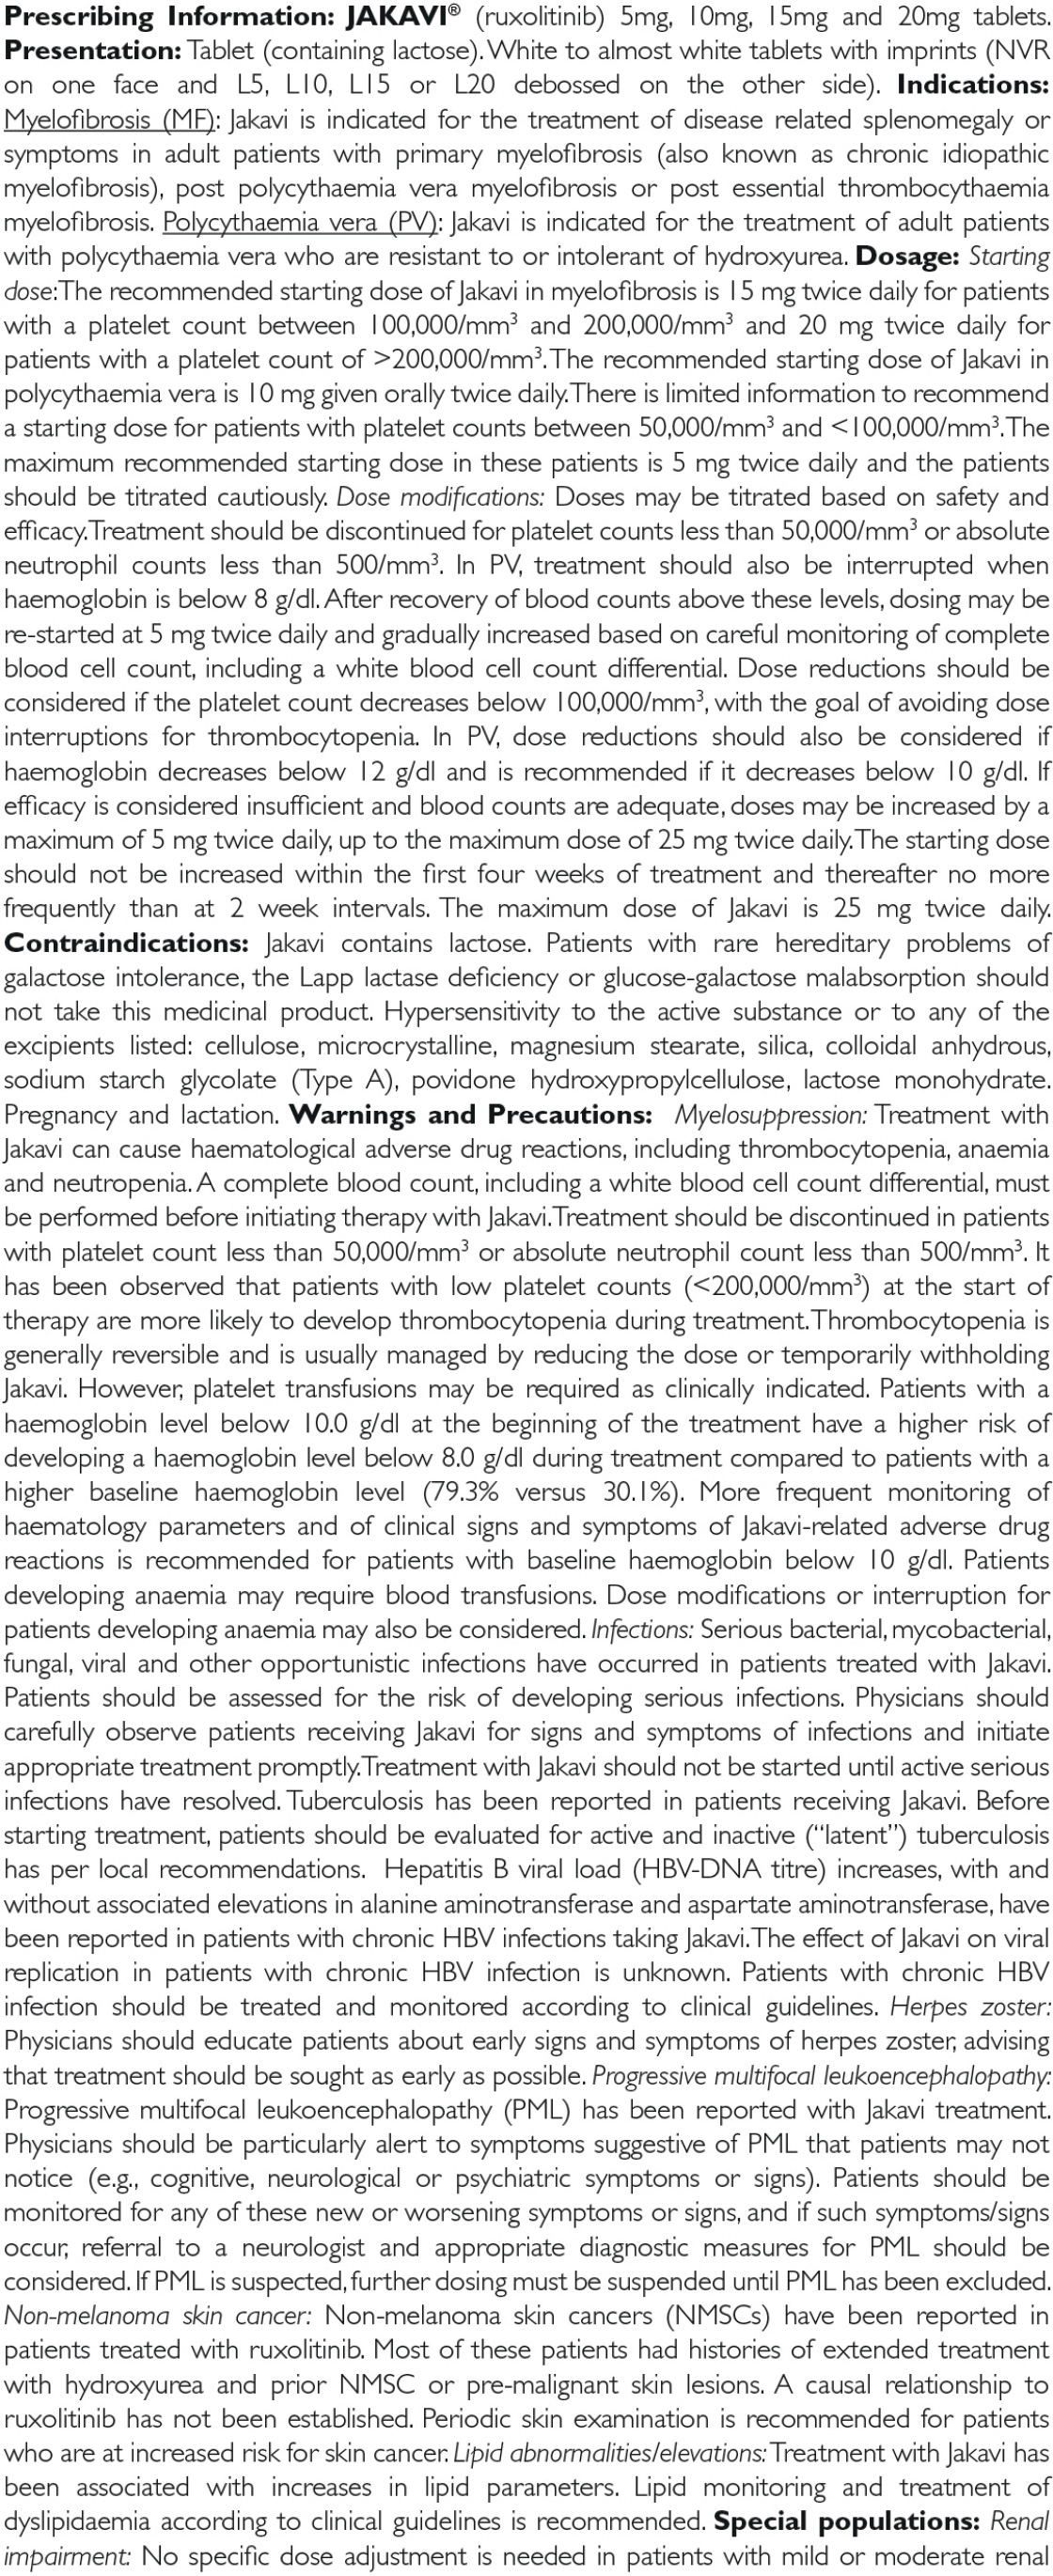 Prescribing Information: JAKAVI® (ruxolitinib) 5mg, 10mg, 15mg and 20mg tablets.
Presentation: Tablet (containing lactose). White to almost white tablets with imprints (NVR
on one face and L5, L10, L15 or L20 debossed on the other side). Indications:
Myelofibrosis (MF): Jakavi is indicated for the treatment of disease related splenomegaly or
symptoms in adult patients with primary myelofibrosis (also known as chronic idiopathic
myelofibrosis), post polycythaemia vera myelofibrosis or post essential thrombocythaemia
myelofibrosis. Polycythaemia vera (PV): Jakavi is indicated for the treatment of adult patients
with polycythaemia vera who are resistant to or intolerant of hydroxyurea. Dosage: Starting
dose: The recommended starting dose of Jakavi in myelofibrosis is 15 mg twice daily for patients
with a platelet count between 100,000/mm³ and 200,000/mm³ and 20 mg twice daily for
patients with a platelet count of >200,000/mm³. The recommended starting dose of Jakavi in
polycythaemia vera is 10 mg given orally twice daily. There is limited information to recommend
a starting dose for patients with platelet counts between 50,000/mm³ and <100,000/mm³. The
maximum recommended starting dose in these patients is 5 mg twice daily and the patients
should be titrated cautiously. Dose modifications: Doses may be titrated based on safety and
efficacy. Treatment should be discontinued for platelet counts less than 50,000/mm³ or absolute
neutrophil counts less than 500/mm³. In PV, treatment should also be interrupted when
haemoglobin is below 8 g/dl. After recovery of blood counts above these levels, dosing may be
re-started at 5 mg twice daily and gradually increased based on careful monitoring of complete
blood cell count, including a white blood cell count differential. Dose reductions should be
considered if the platelet count decreases below 100,000/mm³, with the goal of avoiding dose
interruptions for thrombocytopenia. In PV, dose reductions should also be considered if
haemoglobin decreases below 12 g/dl and is recommended if it decreases below 10 g/dl. If
efficacy is considered insufficient and blood counts are adequate, doses may be increased by a
maximum of 5 mg twice daily, up to the maximum dose of 25 mg twice daily. The starting dose
should not be increased within the first four weeks of treatment and thereafter no more
frequently than at 2 week intervals. The maximum dose of Jakavi is 25 mg twice daily.
Contraindications: Jakavi contains lactose. Patients with rare hereditary problems of
galactose intolerance, the Lapp lactase deficiency or glucose-galactose malabsorption should
not take this medicinal product. Hypersensitivity to the active substance or to any of the
excipients listed: cellulose, microcrystalline, magnesium stearate, silica, colloidal anhydrous,
sodium starch glycolate (Type A), povidone hydroxypropylcellulose, lactose monohydrate.
Pregnancy and lactation. Warnings and Precautions: Myelosuppression: Treatment with
Jakavi can cause haematological adverse drug reactions, including thrombocytopenia, anaemia
and neutropenia. A complete blood count, including a white blood cell count differential, must
be performed before initiating therapy with Jakavi. Treatment should be discontinued in patients
with platelet count less than 50,000/mm³ or absolute neutrophil count less than 500/mm³. It
has been observed that patients with low platelet counts (<200,000/mm³) at the start of
therapy are more likely to develop thrombocytopenia during treatment. Thrombocytopenia is
generally reversible and is usually managed by reducing the dose or temporarily withholding
Jakavi. However, platelet transfusions may be required as clinically indicated. Patients with a
haemoglobin level below 10.0 g/dl at the beginning of the treatment have a higher risk of
developing a haemoglobin level below 8.0 g/dl during treatment compared to patients with a
higher baseline haemoglobin level (79.3% versus 30.1%). More frequent monitoring of
haematology parameters and of clinical signs and symptoms of Jakavi-related adverse drug
reactions is recommended for patients with baseline haemoglobin below 10 g/dl. Patients
developing anaemia may require blood transfusions. Dose modifications or interruption for
patients developing anaemia may also be considered. Infections: Serious bacterial, mycobacterial,
fungal, viral and other opportunistic infections have occurred in patients treated with Jakavi.
Patients should be assessed for the risk of developing serious infections. Physicians should
carefully observe patients receiving Jakavi for signs and symptoms of infections and initiate
appropriate treatment promptly. Treatment with Jakavi should not be started until active serious
infections have resolved. Tuberculosis has been reported in patients receiving Jakavi. Before
starting treatment, patients should be evaluated for active and inactive (“latent”) tuberculosis
has per local recommendations. Hepatitis B viral load (HBV-DNA titre) increases, with and
without associated elevations in alanine aminotransferase and aspartate aminotransferase, have
been reported in patients with chronic HBV infections taking Jakavi. The effect of Jakavi on viral
replication in patients with chronic HBV infection is unknown. Patients with chronic HBV
infection should be treated and monitored according to clinical guidelines. Herpes zoster:
Physicians should educate patients about early signs and symptoms of herpes zoster, advising
that treatment should be sought as early as possible. Progressive multifocal leukoencephalopathy:
Progressive multifocal leukoencephalopathy (PML) has been reported with Jakavi treatment.
Physicians should be particularly alert to symptoms suggestive of PML that patients may not
notice (e.g., cognitive, neurological or psychiatric symptoms or signs). Patients should be
monitored for any of these new or worsening symptoms or signs, and if such symptoms/signs
occur, referral to a neurologist and appropriate diagnostic measures for PML should be
considered. If PML is suspected, further dosing must be suspended until PML has been excluded.
Non-melanoma skin cancer: Non-melanoma skin cancers (NMSCs) have been reported in
patients treated with ruxolitinib. Most of these patients had histories of extended treatment
with hydroxyurea and prior NMSC or pre-malignant skin lesions. A causal relationship to
ruxolitinib has not been established. Periodic skin examination is recommended for patients
who are at increased risk for skin cancer. Lipid abnormalities/elevations: Treatment with Jakavi has
been associated with increases in lipid parameters. Lipid monitoring and treatment of
dyslipidaemia according to clinical guidelines is recommended. Special populations: Renal
impairment: No specific dose adjustment is needed in patients with mild or moderate renal